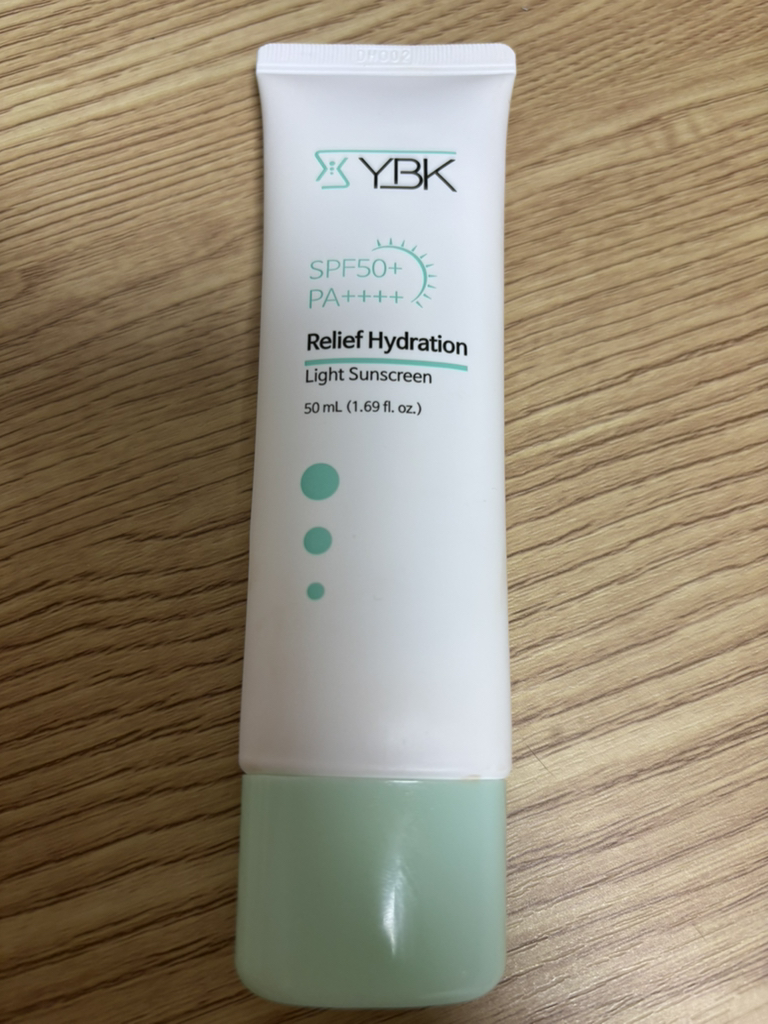 YBK
SPF50+
PA++++
Relief Hydration
Light Sunscreen
50 mL (1.69 fl. oz.)